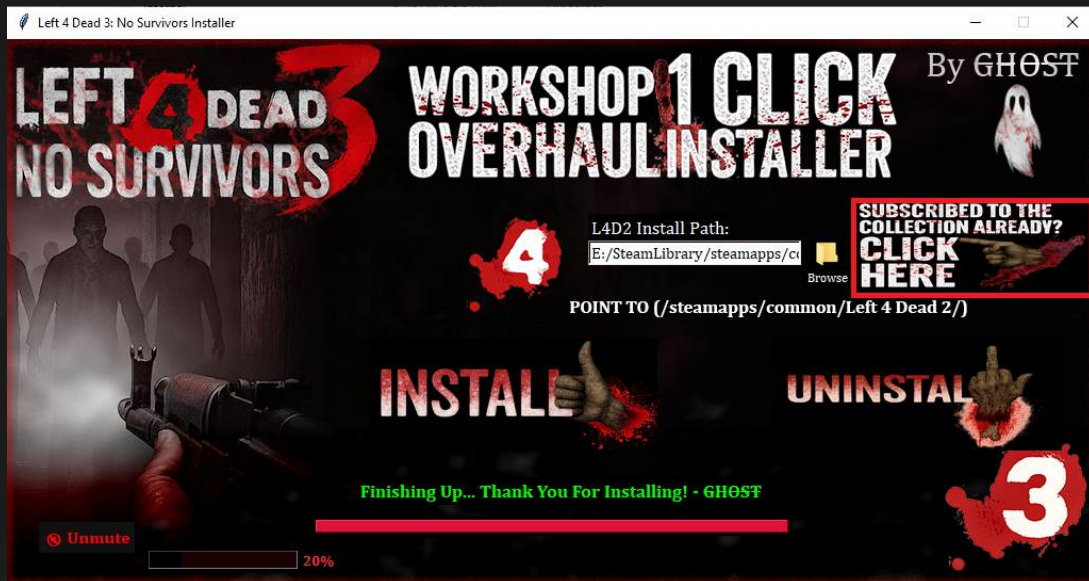 Left 4 Dead 3: No Survivors Installer
LEFT 4 DEAD 3
NO SURVIVORS
WORKSHOP 1 CLICK
OVERHAUL INSTALLER
By GHOST
SUBSCRIBED TO THE
COLLECTION ALREADY?
CLICK
HERE
L4D2 Install Path:
4
E:/SteamLibrary/steamapps/co
Browse
POINT TO (/steamapps/common/Left 4 Dead 2/)
INSTALL
UNINSTAL
Finishing Up... Thank You For Installing! - GHOST
3
Unmute
20%